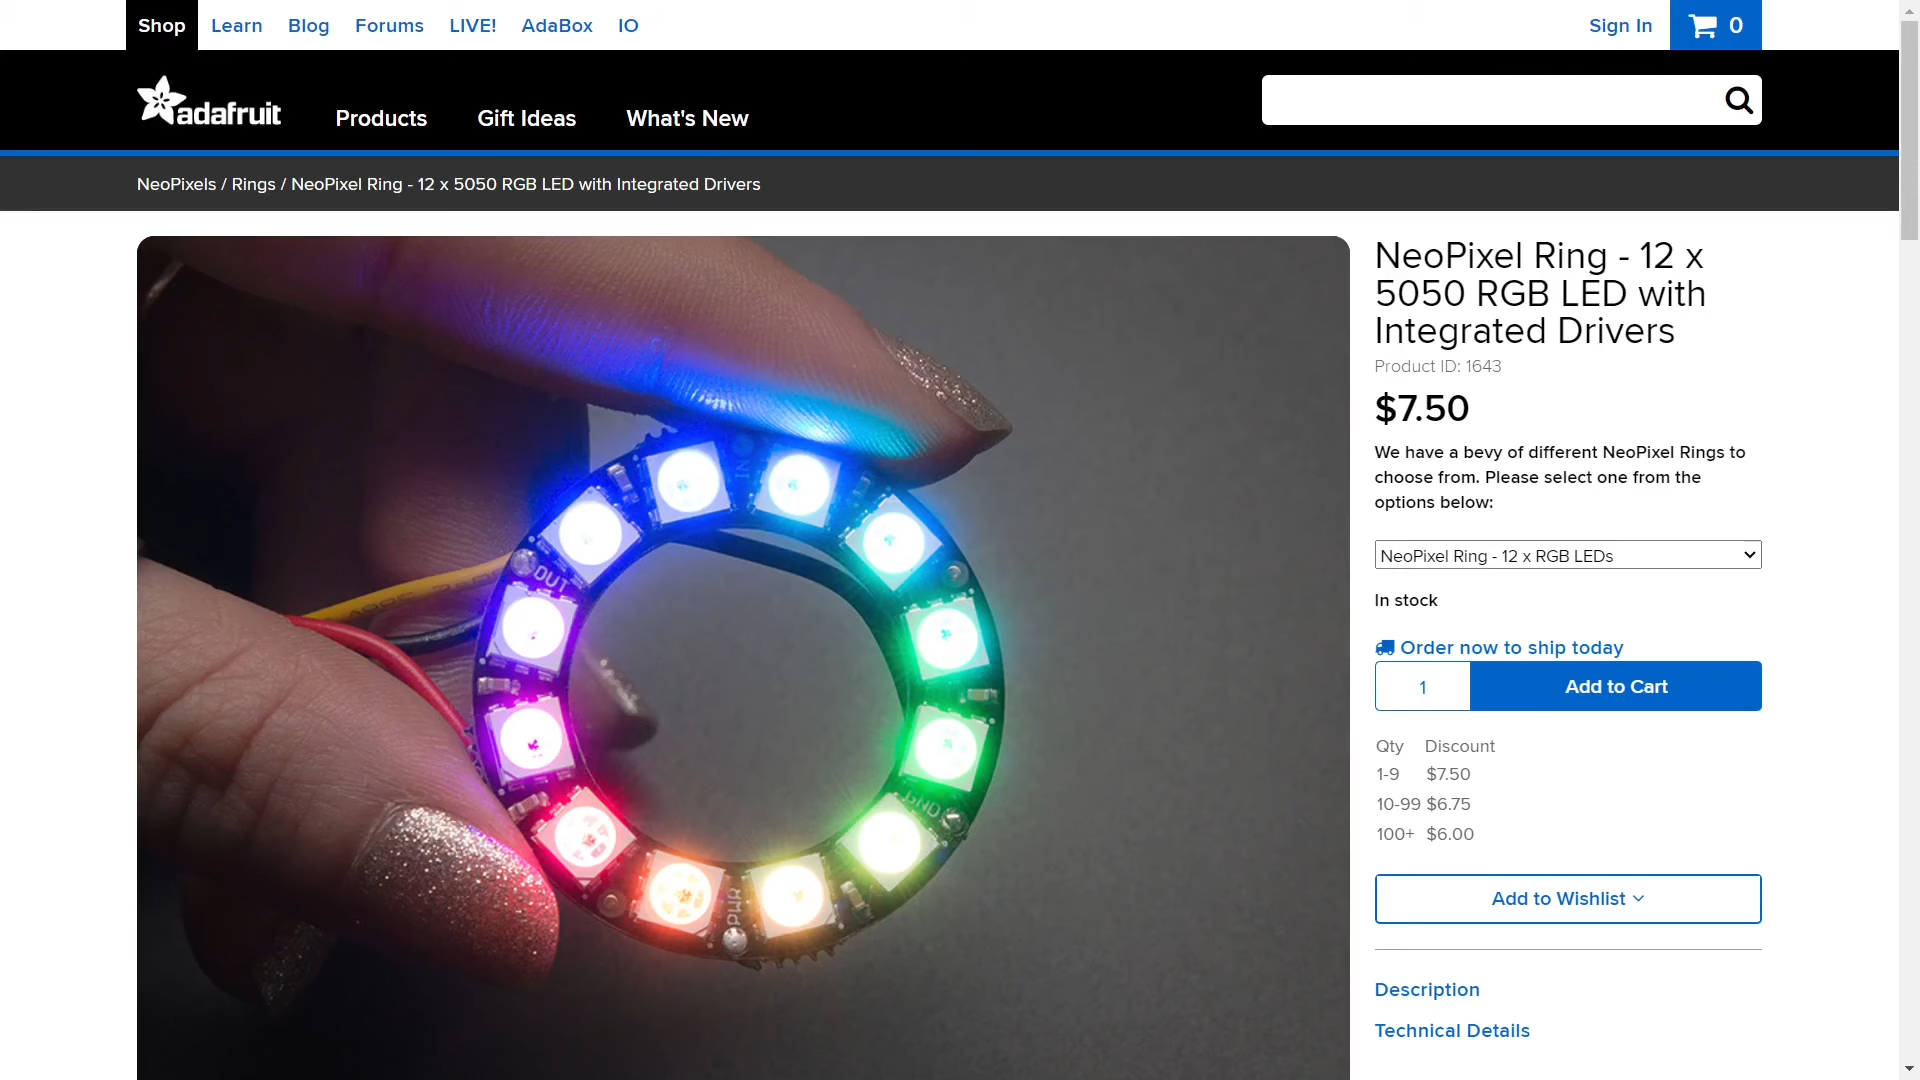 Shop Learn Blog Forums LIVE! AdaBox IO Sign In 0
adafruit Products Gift Ideas What's New
NeoPixels / Rings / NeoPixel Ring - 12 x 5050 RGB LED with Integrated Drivers
IN
OUT
GND
PWR
NeoPixel Ring - 12 x
5050 RGB LED with
Integrated Drivers
Product ID: 1643
$7.50
We have a bevy of different NeoPixel Rings to
choose from. Please select one from the
options below:
NeoPixel Ring - 12 x RGB LEDs
In stock
Order now to ship today
1 Add to Cart
Qty Discount
1-9 $7.50
10-99 $6.75
100+ $6.00
Add to Wishlist
Description
Technical Details